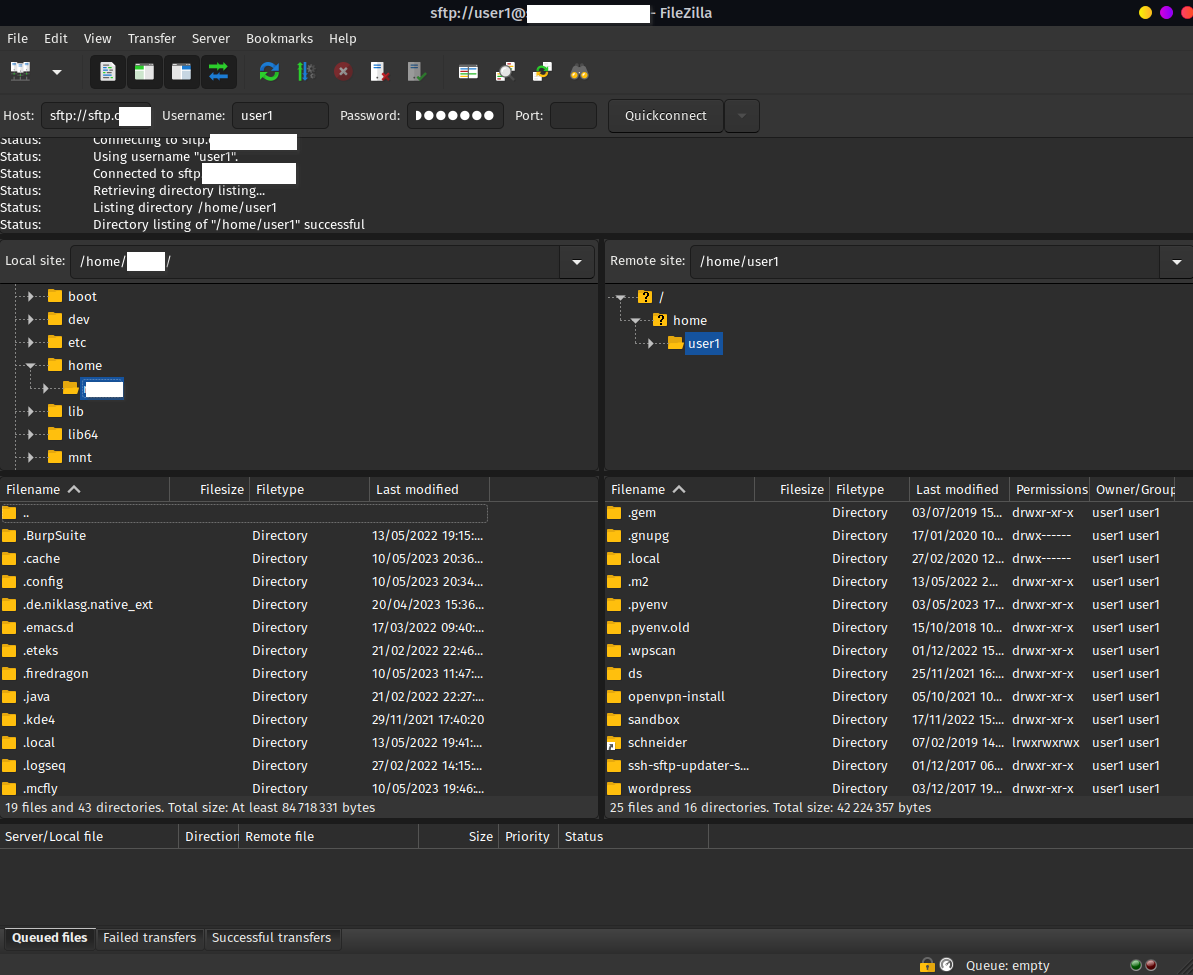 sftp://user1@ - FileZilla
File Edit View Transfer Server Bookmarks Help
Host: sftp://sftp. Username: user1 Password: Port: Quickconnect
Status: Connecting to sftp.
Status: Using username "user1".
Status: Connected to sftp
Status: Retrieving directory listing...
Status: Listing directory /home/user1
Status: Directory listing of "/home/user1" successful
Local site: /home/ /
Remote site: /home/user1
boot
dev
etc
home
lib
lib64
mnt
/
home
user1
Filename Filesize Filetype Last modified
..
.BurpSuite Directory 13/05/2022 19:15:...
.cache Directory 10/05/2023 20:36...
.config Directory 10/05/2023 20:34...
.de.niklasg.native_ext Directory 20/04/2023 15:36...
.emacs.d Directory 17/03/2022 09:40:...
.eteks Directory 21/02/2022 22:46...
.firedragon Directory 10/05/2023 11:47:...
.java Directory 21/02/2022 22:27:...
.kde4 Directory 29/11/2021 17:40:20
.local Directory 13/05/2022 19:41:...
.logseq Directory 27/02/2022 14:15:...
.mcfly Directory 10/05/2023 19:46:...
19 files and 43 directories. Total size: At least 84 718 331 bytes
Filename Filesize Filetype Last modified Permissions Owner/Group
.gem Directory 03/07/2019 15... drwxr-xr-x user1 user1
.gnupg Directory 17/01/2020 10... drwx------ user1 user1
.local Directory 27/02/2020 12... drwx------ user1 user1
.m2 Directory 13/05/2022 2... drwxr-xr-x user1 user1
.pyenv Directory 03/05/2023 17... drwxr-xr-x user1 user1
.pyenv.old Directory 15/10/2018 10... drwxr-xr-x user1 user1
.wpscan Directory 01/12/2022 15... drwxr-xr-x user1 user1
ds Directory 25/11/2021 16:... drwxr-xr-x user1 user1
openvpn-install Directory 05/10/2021 10... drwxr-xr-x user1 user1
sandbox Directory 17/11/2022 15:... drwxr-xr-x user1 user1
schneider Directory 07/02/2019 14... lrwxrwxrwx user1 user1
ssh-sftp-updater-s... Directory 01/12/2017 06... drwxr-xr-x user1 user1
wordpress Directory 03/12/2017 19... drwxr-xr-x user1 user1
25 files and 16 directories. Total size: 42 224 357 bytes
Server/Local file Direction Remote file Size Priority Status
Queued files Failed transfers Successful transfers
Queue: empty